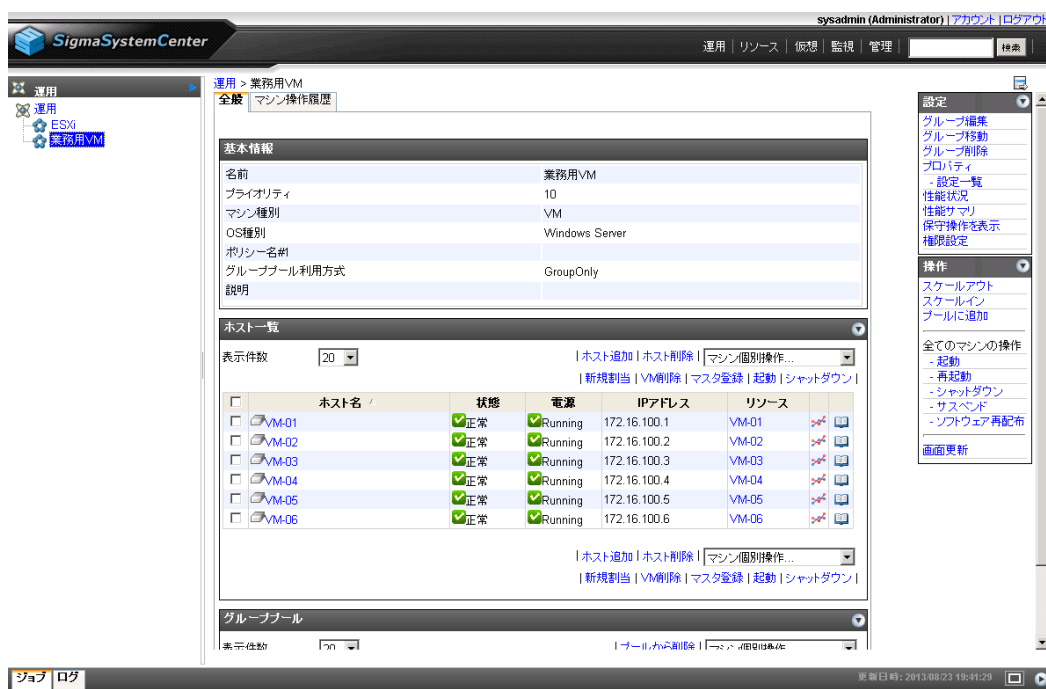 sysadmin (Administrator) | アカウント | ログアウト
SigmaSystemCenter
運用 | リソース | 仮想 | 監視 | 管理 | 検索
運用
運用
ESXi
業務用VM
運用 > 業務用VM
全般 マシン操作履歴
基本情報
名前 業務用VM
プライオリティ 10
マシン種別 VM
OS種別 Windows Server
ポリシー名#1
グループプール利用方式 GroupOnly
説明
ホスト一覧
表示件数 20 | ホスト追加 | ホスト削除 | マシン個別操作...
| 新規割当 | VM削除 | マスタ登録 | 起動 | シャットダウン |
ホスト名 状態 電源 IPアドレス リソース
VM-01 正常 Running 172.16.100.1 VM-01
VM-02 正常 Running 172.16.100.2 VM-02
VM-03 正常 Running 172.16.100.3 VM-03
VM-04 正常 Running 172.16.100.4 VM-04
VM-05 正常 Running 172.16.100.5 VM-05
VM-06 正常 Running 172.16.100.6 VM-06
| ホスト追加 | ホスト削除 | マシン個別操作...
| 新規割当 | VM削除 | マスタ登録 | 起動 | シャットダウン |
グループプール
表示件数 20 | プールから削除 | マシン個別操作
設定
グループ編集
グループ移動
グループ削除
プロパティ
- 設定一覧
性能状況
性能サマリ
保守操作を表示
権限設定
操作
スケールアウト
スケールイン
プールに追加
全てのマシンの操作
- 起動
- 再起動
- シャットダウン
- サスペンド
- ソフトウェア再配布
画面更新
ジョブ ログ
更新日時 : 2013/08/23 19:41:29